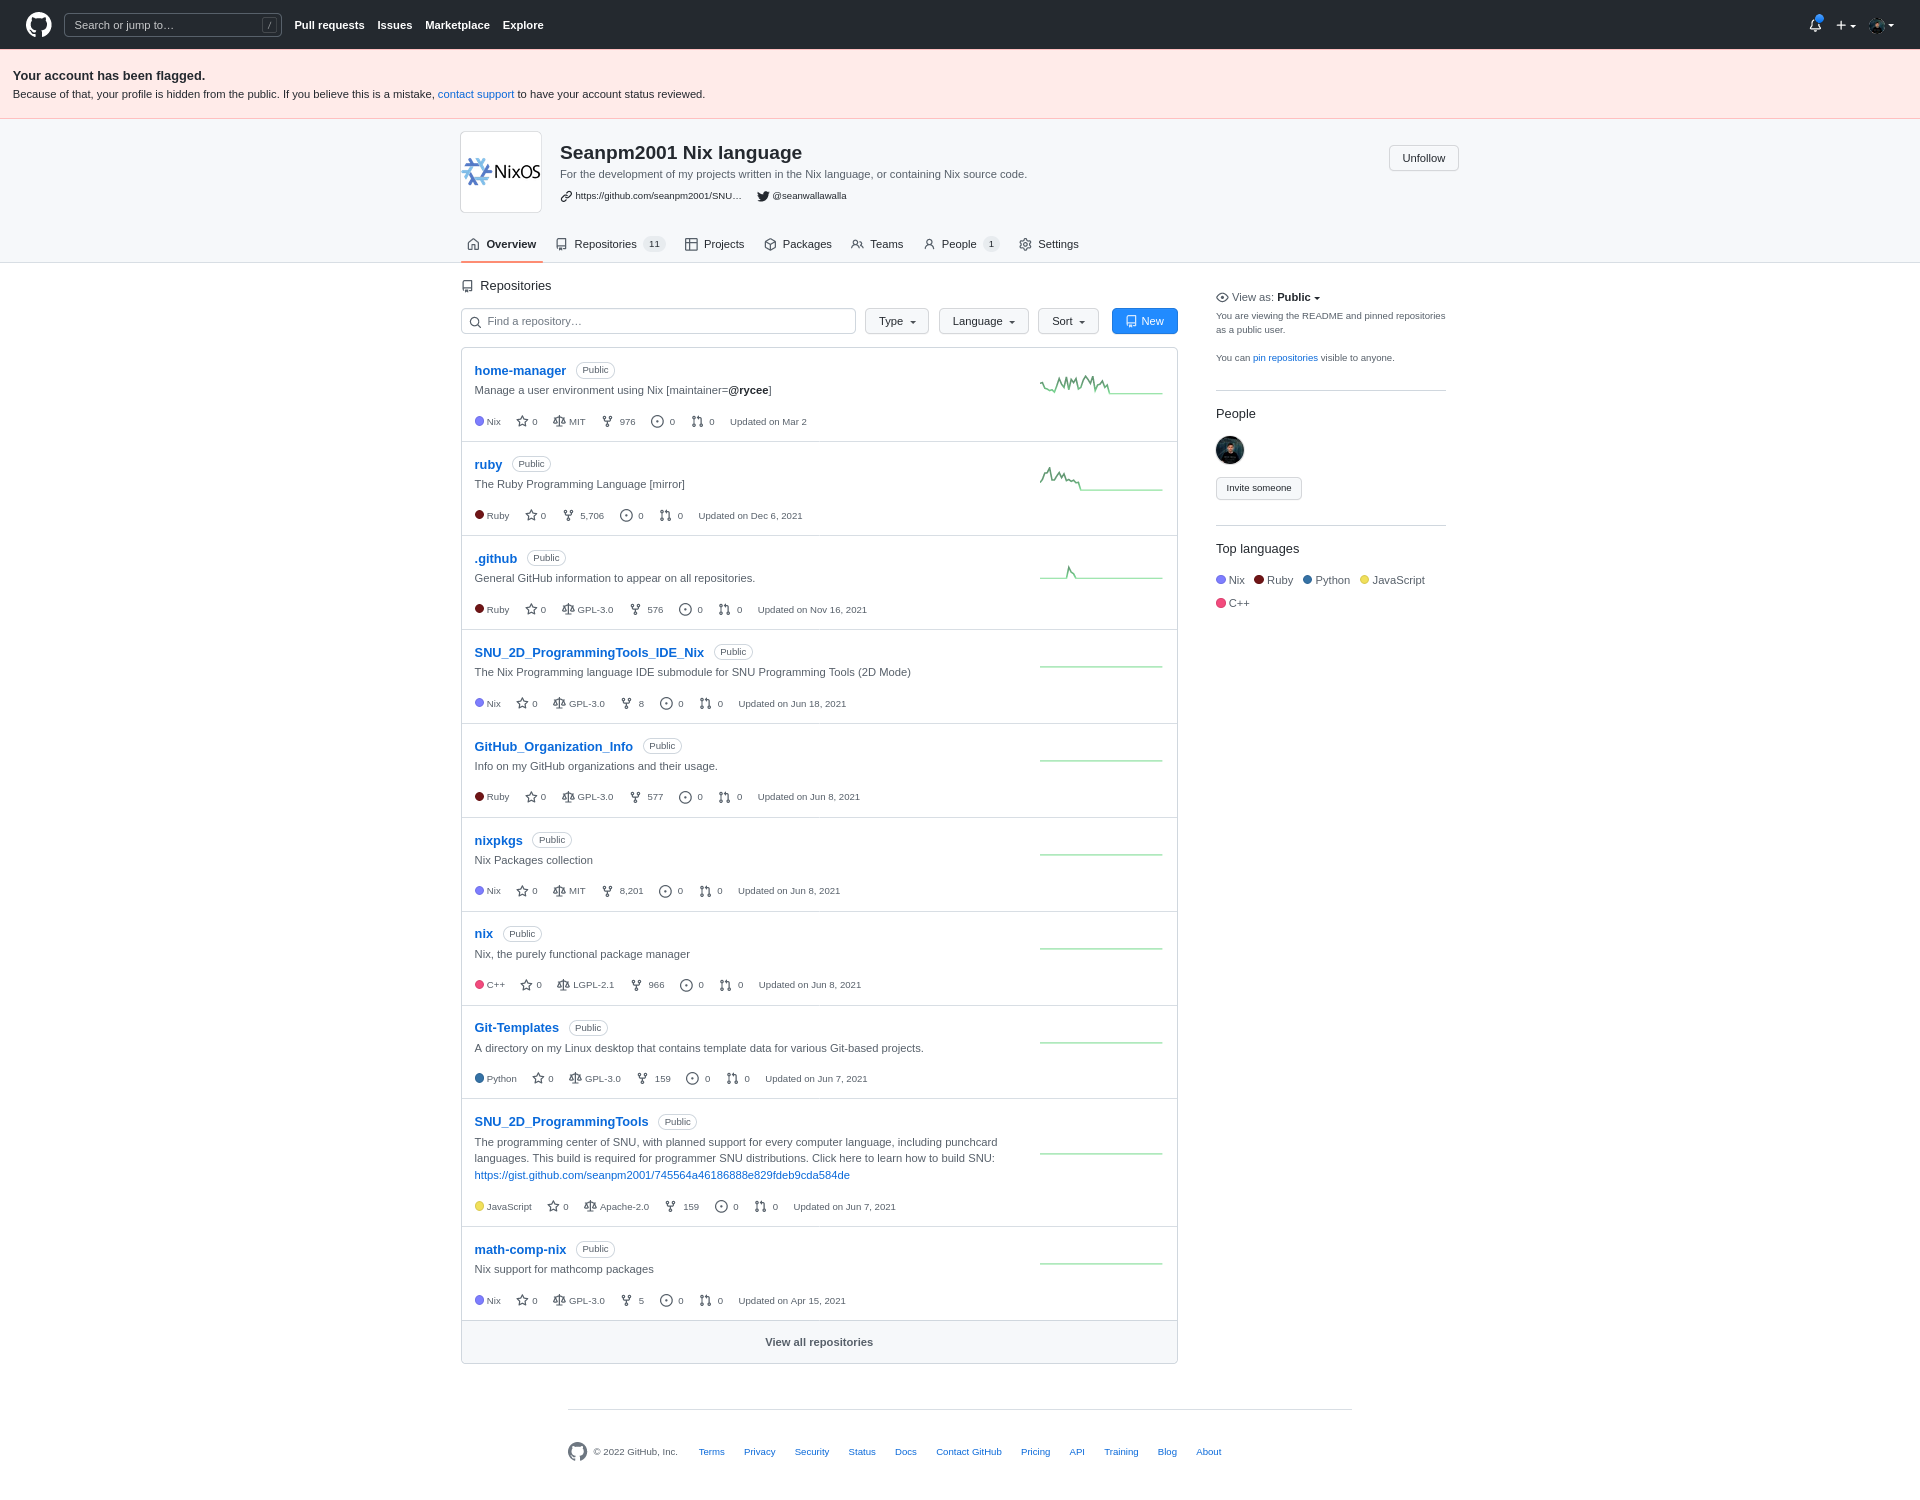 Search or jump to…
/
Pull requests
Issues
Marketplace
Explore
Your account has been flagged.
Because of that, your profile is hidden from the public. If you believe this is a mistake, contact support to have your account status reviewed.
NixOS
Seanpm2001 Nix language
For the development of my projects written in the Nix language, or containing Nix source code.
https://github.com/seanpm2001/SNU… @seanwallawalla
Unfollow
Overview Repositories 11 Projects Packages Teams People 1 Settings
Repositories
Find a repository…
Type Language Sort New
home-manager Public
Manage a user environment using Nix [maintainer=@rycee]
Nix 0 MIT 976 0 0 Updated on Mar 2
ruby Public
The Ruby Programming Language [mirror]
Ruby 0 5,706 0 0 Updated on Dec 6, 2021
.github Public
General GitHub information to appear on all repositories.
Ruby 0 GPL-3.0 576 0 0 Updated on Nov 16, 2021
SNU_2D_ProgrammingTools_IDE_Nix Public
The Nix Programming language IDE submodule for SNU Programming Tools (2D Mode)
Nix 0 GPL-3.0 8 0 0 Updated on Jun 18, 2021
GitHub_Organization_Info Public
Info on my GitHub organizations and their usage.
Ruby 0 GPL-3.0 577 0 0 Updated on Jun 8, 2021
nixpkgs Public
Nix Packages collection
Nix 0 MIT 8,201 0 0 Updated on Jun 8, 2021
nix Public
Nix, the purely functional package manager
C++ 0 LGPL-2.1 966 0 0 Updated on Jun 8, 2021
Git-Templates Public
A directory on my Linux desktop that contains template data for various Git-based projects.
Python 0 GPL-3.0 159 0 0 Updated on Jun 7, 2021
SNU_2D_ProgrammingTools Public
The programming center of SNU, with planned support for every computer language, including punchcard
languages. This build is required for programmer SNU distributions. Click here to learn how to build SNU:
https://gist.github.com/seanpm2001/745564a46186888e829fdeb9cda584de
JavaScript 0 Apache-2.0 159 0 0 Updated on Jun 7, 2021
math-comp-nix Public
Nix support for mathcomp packages
Nix 0 GPL-3.0 5 0 0 Updated on Apr 15, 2021
View all repositories
View as: Public
You are viewing the README and pinned repositories
as a public user.
You can pin repositories visible to anyone.
People
Invite someone
Top languages
Nix Ruby Python JavaScript
C++
© 2022 GitHub, Inc. Terms Privacy Security Status Docs Contact GitHub Pricing API Training Blog About